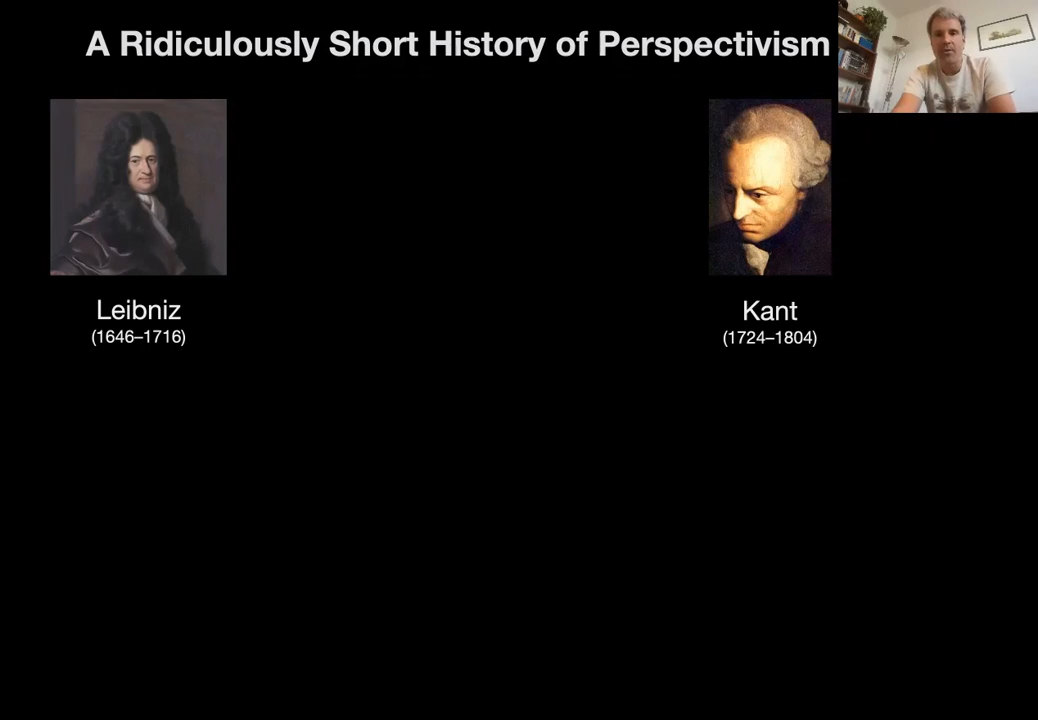 A Ridiculously Short History of Perspectivism
Leibniz
(1646–1716)
Kant
(1724–1804)